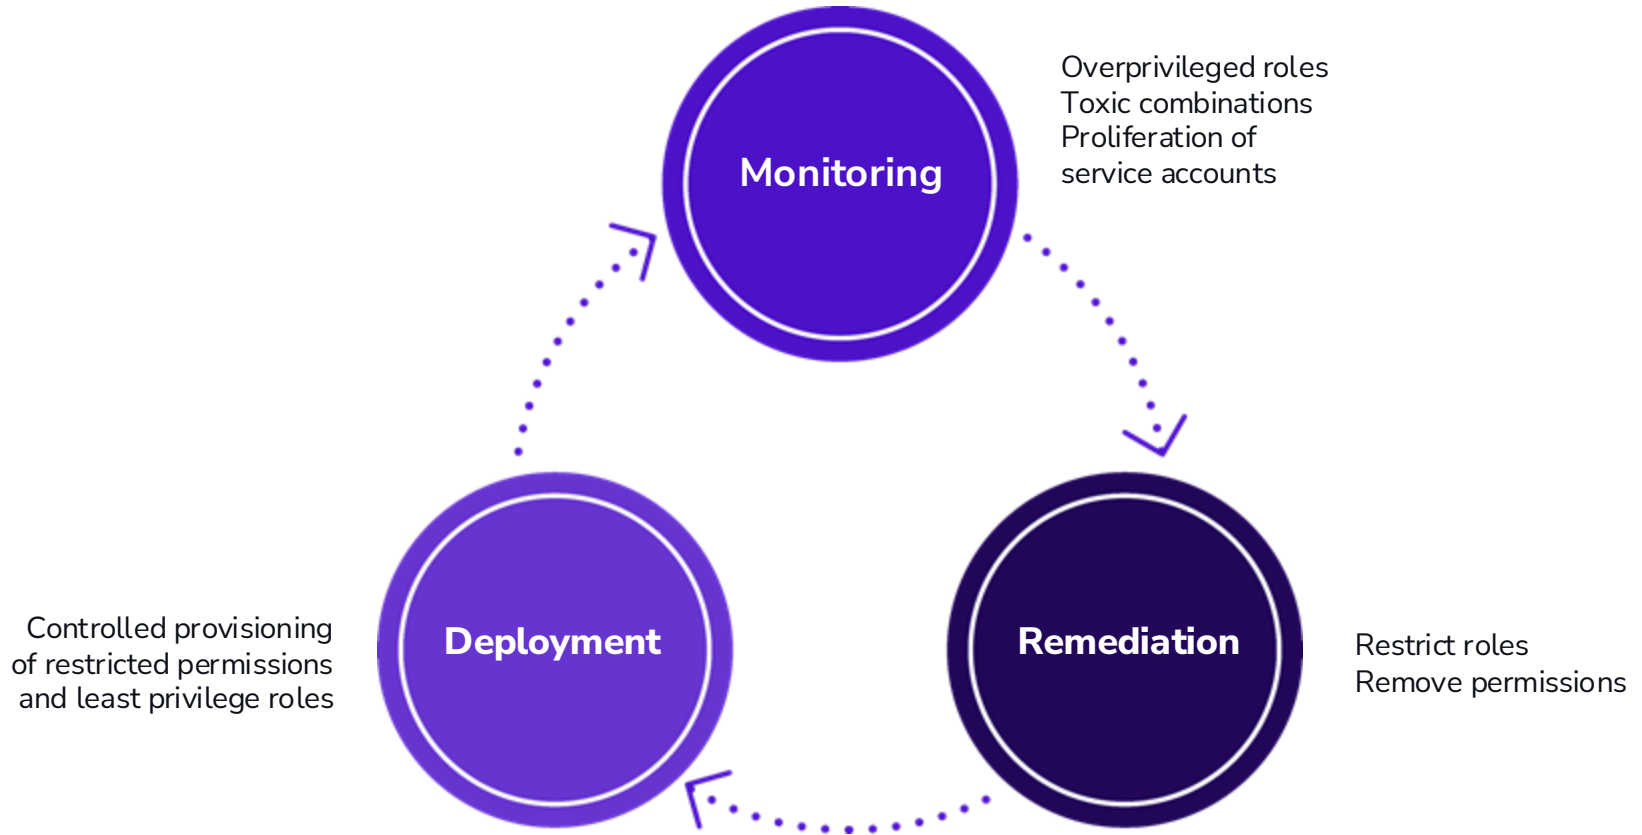 Monitoring
Overprivileged roles
Toxic combinations
Proliferation of
service accounts
Deployment
Controlled provisioning
of restricted permissions
and least privilege roles
Remediation
Restrict roles
Remove permissions